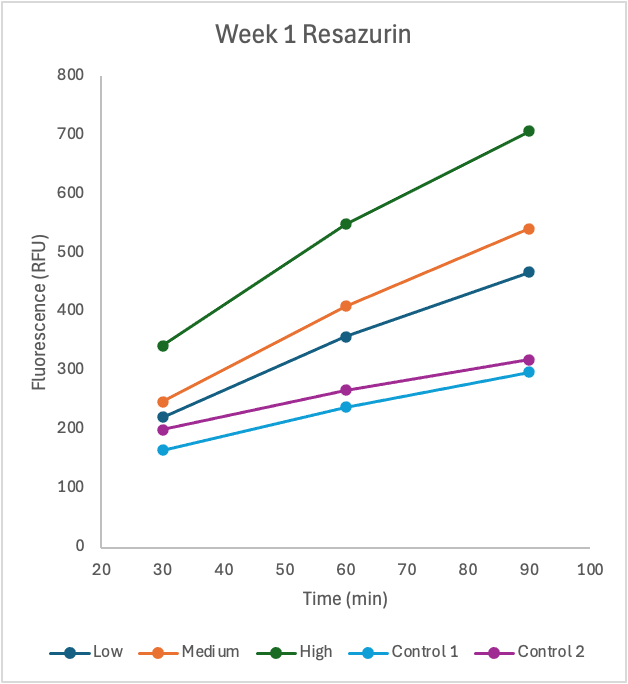 Week 1 Resazurin
800
700
600
500
400
300
200
100
0
Fluorescence (RFU)
20 30 40 50 60 70 80 90 100
Time (min)
Low Medium High Control 1 Control 2